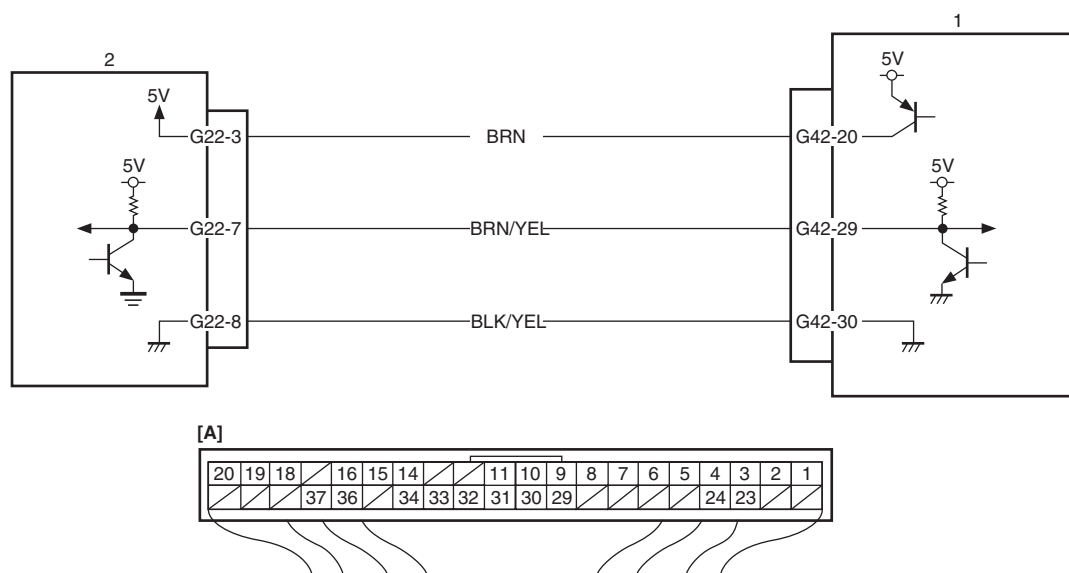 1
2
5V
5V
G22-3 BRN G42-20
5V 5V
G22-7 BRN/YEL G42-29
G22-8 BLK/YEL G42-30
[A]
20 19 18 16 15 14 11 10 9 8 7 6 5 4 3 2 1
37 36 34 33 32 31 30 29 24 23